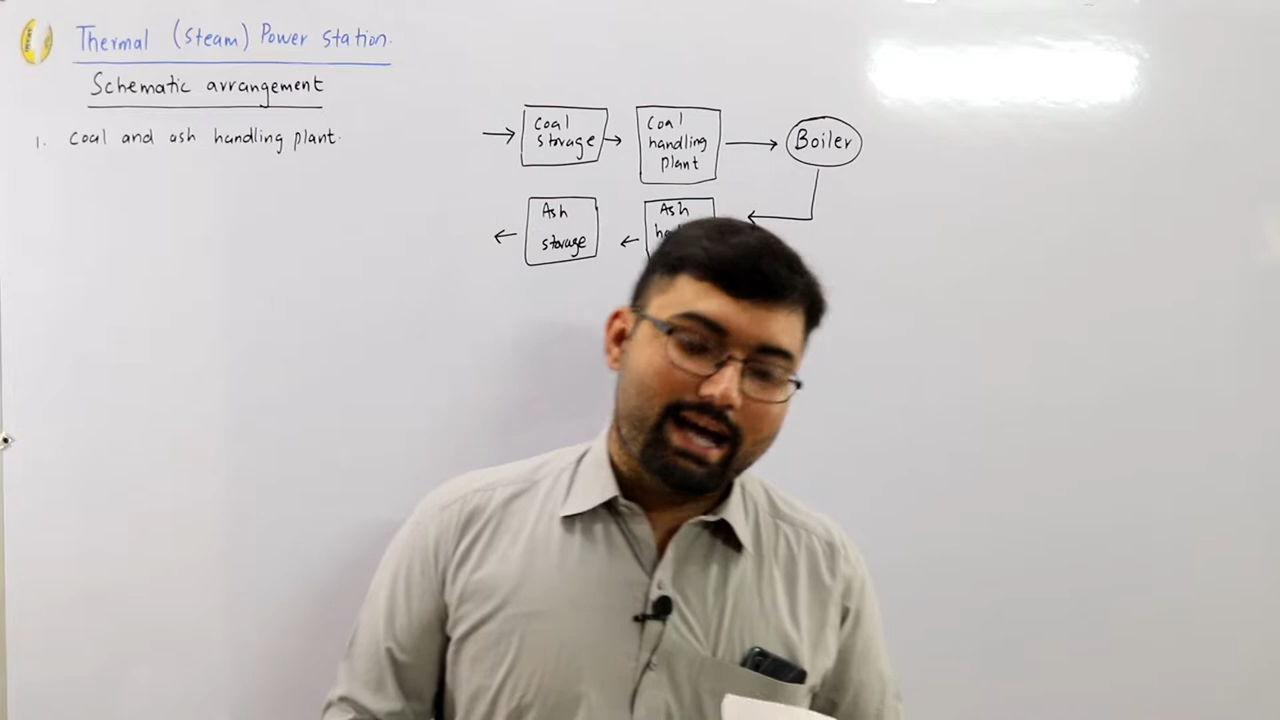 Thermal (Steam) Power Station.
Schematic arrangement
1. Coal and ash handling plant.
Coal
storage
Coal
handling
plant
Boiler
Ash
storage
Ash